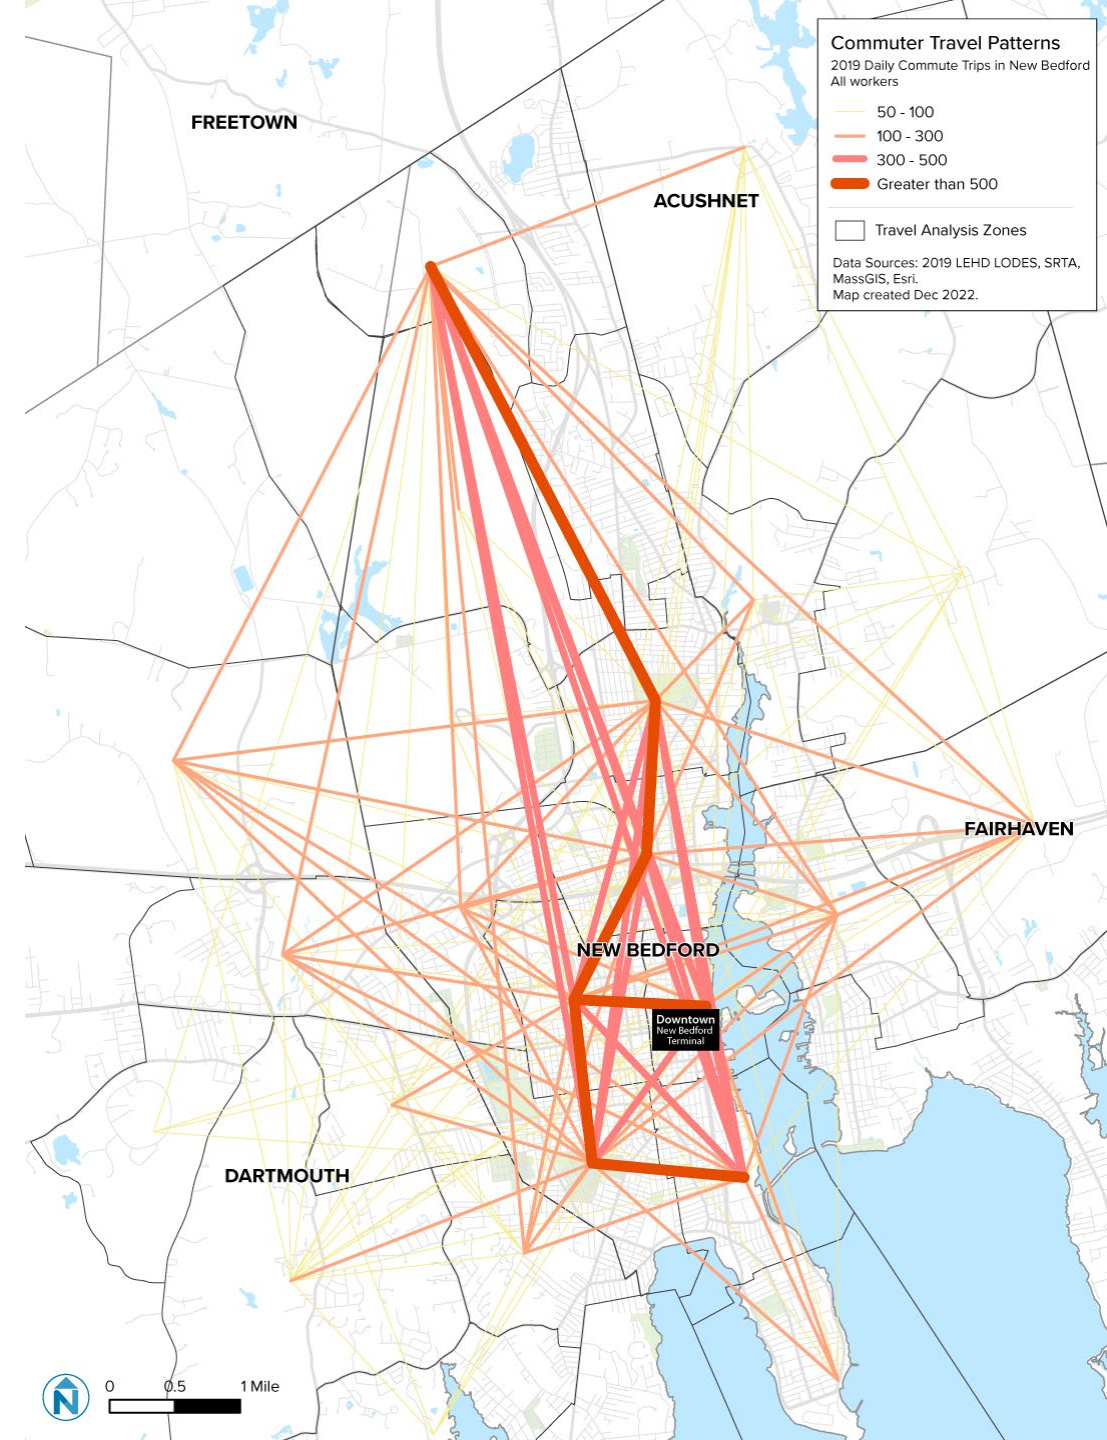 Commuter Travel Patterns
2019 Daily Commute Trips in New Bedford
All workers
50 - 100
100 - 300
300 - 500
Greater than 500
Travel Analysis Zones
Data Sources: 2019 LEHD LODES, SRTA,
MassGIS, Esri.
Map created Dec 2022.
FREETOWN
ACUSHNET
FAIRHAVEN
NEW BEDFORD
Downtown
New Bedford
Terminal
DARTMOUTH
N
0 0.5 1 Mile